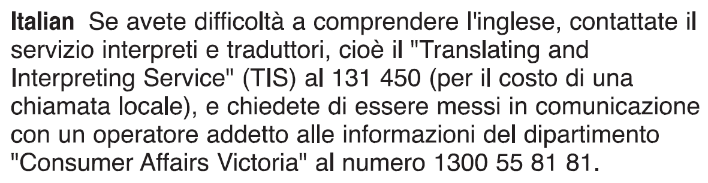 Italian  Se avete difficoltà a comprendere l'inglese, contattate il
servizio interpreti e traduttori, cioè il "Translating and
Interpreting Service" (TIS) al 131 450 (per il costo di una
chiamata locale), e chiedete di essere messi in comunicazione
con un operatore addetto alle informazioni del dipartimento
"Consumer Affairs Victoria" al numero 1300 55 81 81.